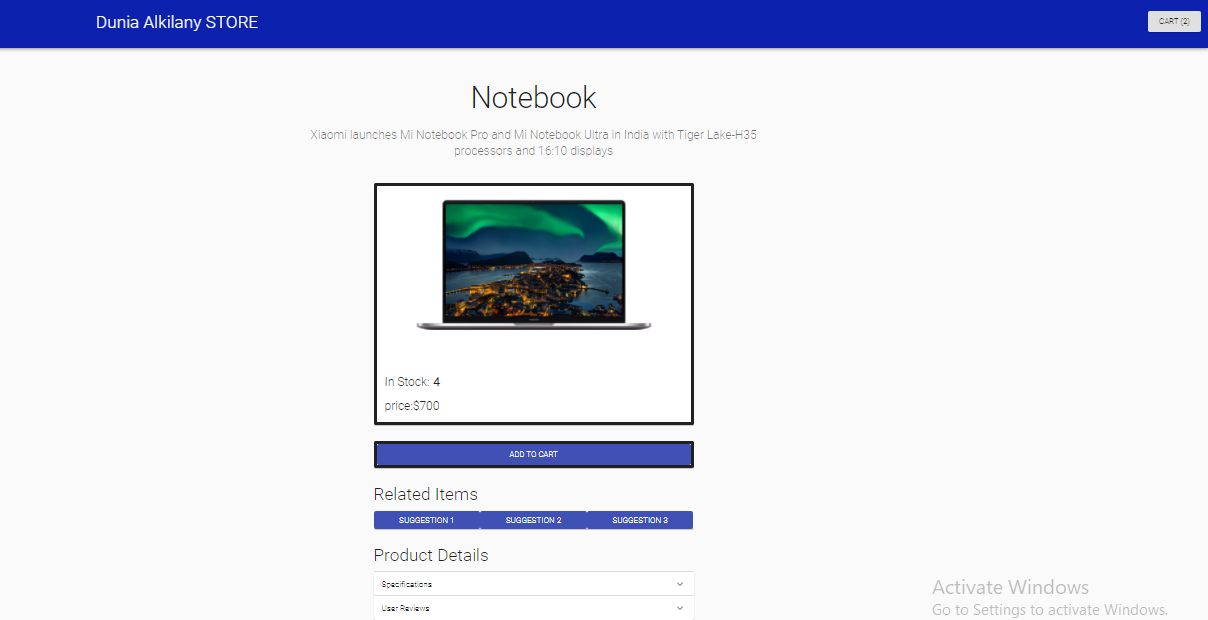 Dunia Alkilany STORE
CART (2)
Notebook
Xiaomi launches Mi Notebook Pro and Mi Notebook Ultra in India with Tiger Lake-H35
processors and 16:10 displays
In Stock: 4
price:$700
ADD TO CART
Related Items
SUGGESTION 1 SUGGESTION 2 SUGGESTION 3
Product Details
Specifications
User Reviews
Activate Windows
Go to Settings to activate Windows.